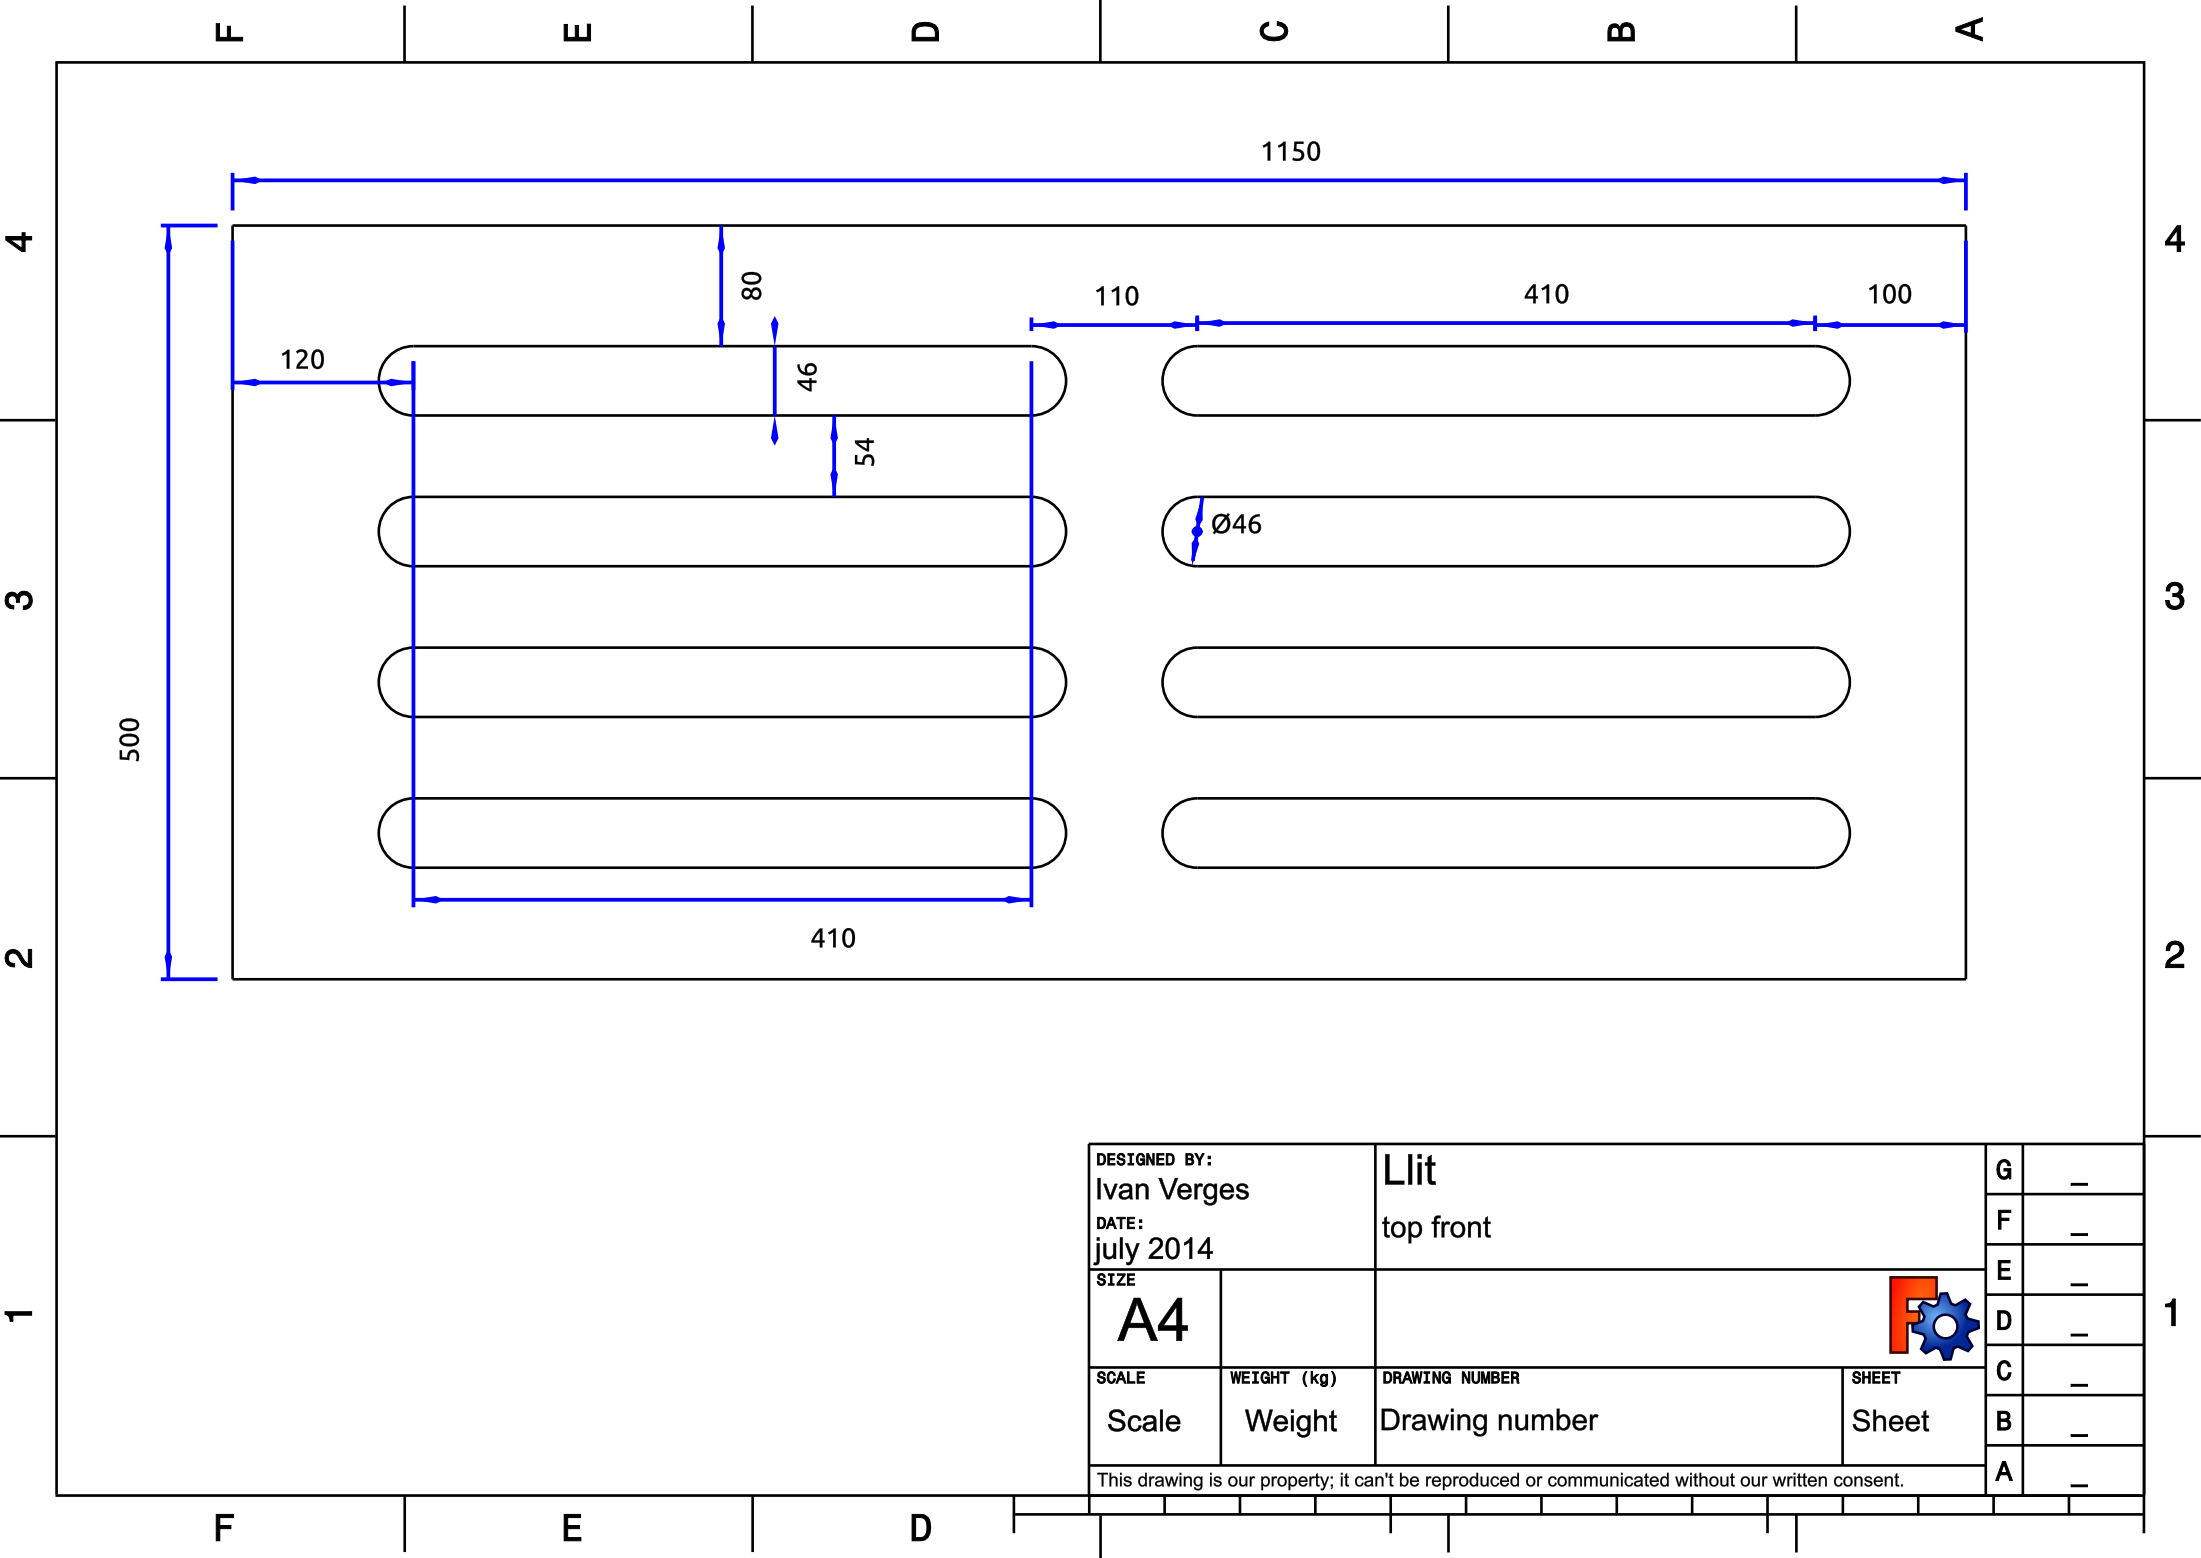 F E D C B A
1150
4 4
80
110 410 100
120
46
54
Ø46
3 3
500
410
2 2
DESIGNED BY:
Ivan Verges
DATE:
july 2014
Llit
top front
SIZE
A4
SCALE
Scale
WEIGHT (kg)
Weight
DRAWING NUMBER
Drawing number
SHEET
Sheet
This drawing is our property; it can't be reproduced or communicated without our written consent.
G _
F _
E _
D _
C _
B _
A _
1 1
F E D